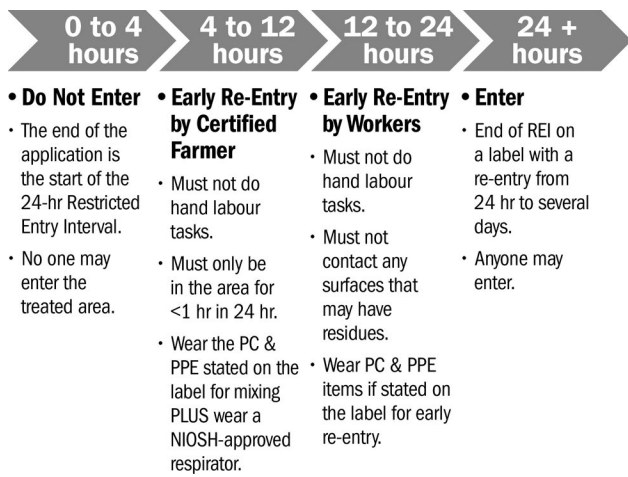 0 to 4
hours
4 to 12
hours
12 to 24
hours
24 +
hours
• Do Not Enter
· The end of the
application is
the start of the
24-hr Restricted
Entry Interval.
· No one may
enter the
treated area.
• Early Re-Entry
by Certified
Farmer
· Must not do
hand labour
tasks.
· Must only be
in the area for
<1 hr in 24 hr.
· Wear the PC &
PPE stated on the
label for mixing
PLUS wear a
NIOSH-approved
respirator.
• Early Re-Entry
by Workers
· Must not do
hand labour
tasks.
· Must not
contact any
surfaces that
may have
residues.
· Wear PC & PPE
items if stated on
the label for early
re-entry.
• Enter
· End of REI on
a label with a
re-entry from
24 hr to several
days.
· Anyone may
enter.